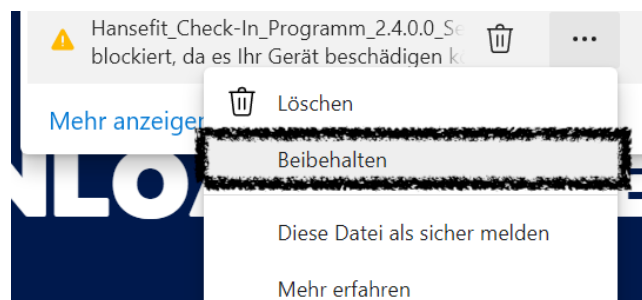 Hansefit_Check-In_Programm_2.4.0.0_Se
blockiert, da es Ihr Gerät beschädigen k
Löschen
Mehr anzeigen
Beibehalten
Diese Datei als sicher melden
Mehr erfahren